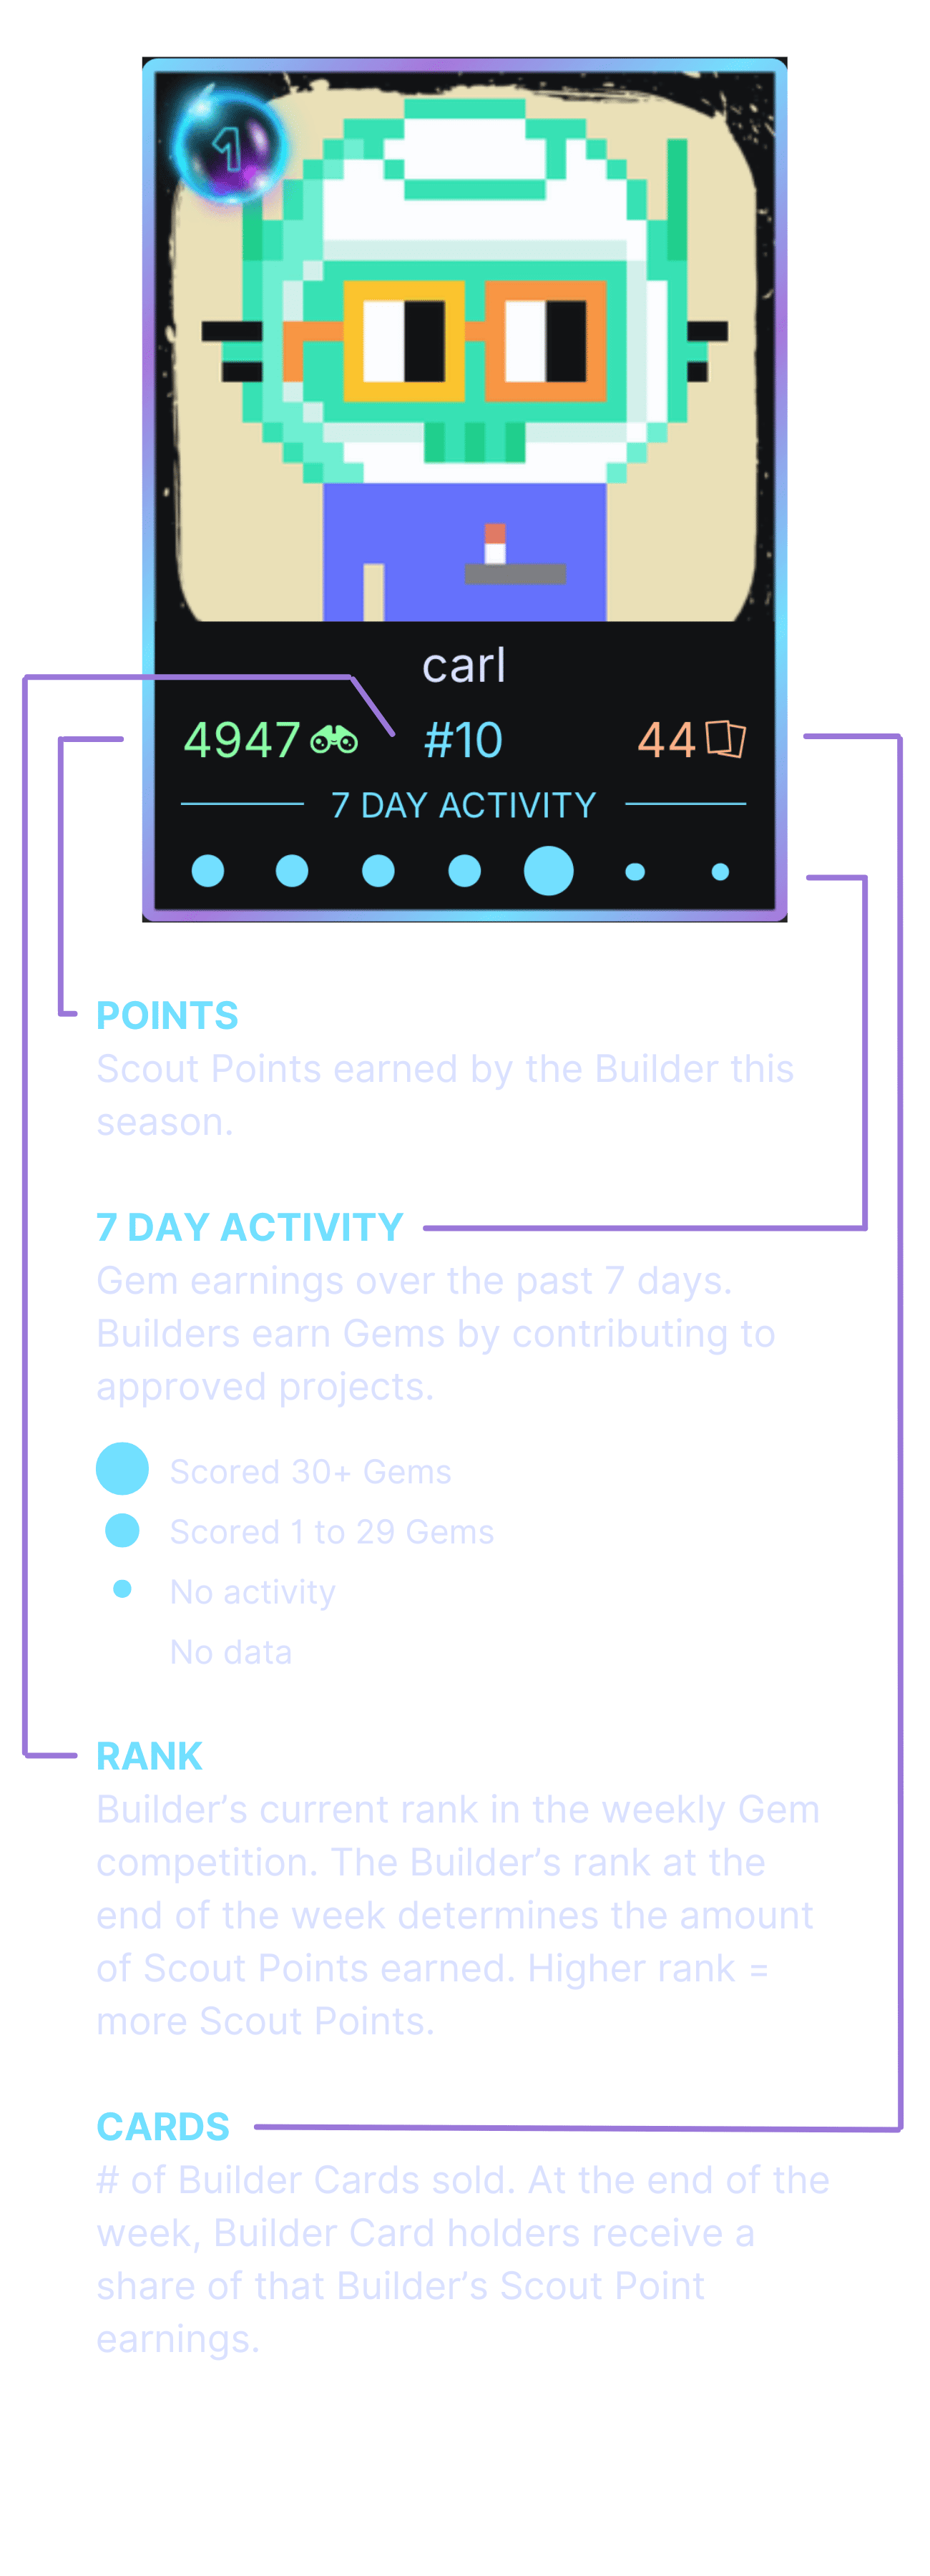 1
carl
4947 #10 44
7 DAY ACTIVITY
POINTS
Scout Points earned by the Builder this
season.
7 DAY ACTIVITY
Gem earnings over the past 7 days.
Builders earn Gems by contributing to
approved projects.
Scored 30+ Gems
Scored 1 to 29 Gems
No activity
No data
RANK
Builder’s current rank in the weekly Gem
competition. The Builder’s rank at the
end of the week determines the amount
of Scout Points earned. Higher rank =
more Scout Points.
CARDS
# of Builder Cards sold. At the end of the
week, Builder Card holders receive a
share of that Builder’s Scout Point
earnings.